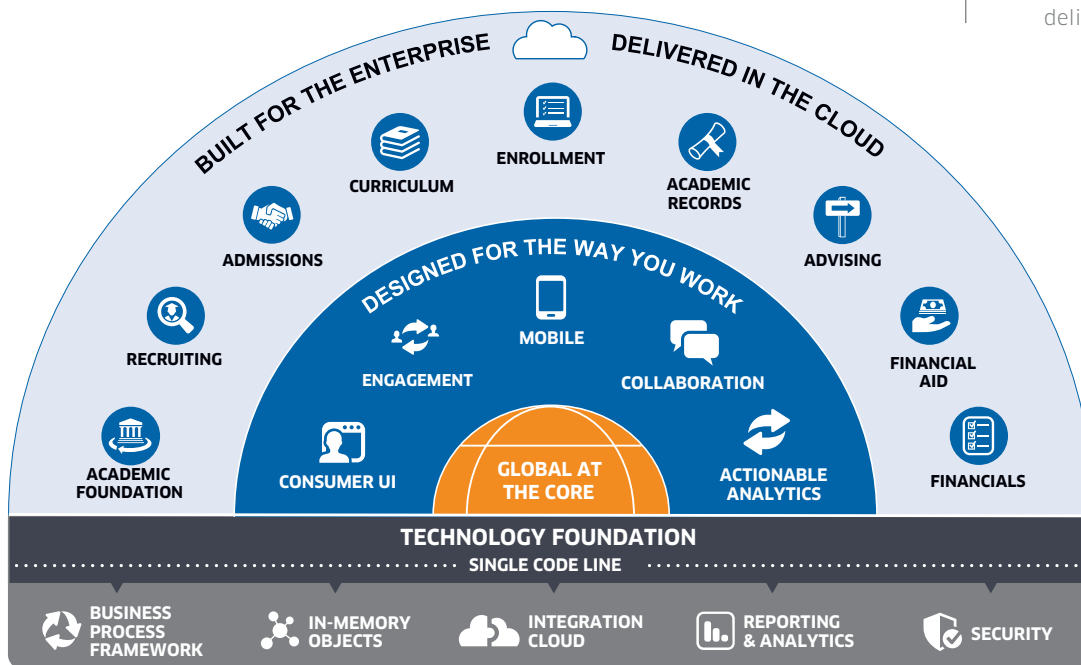 deli
BUILT FOR THE ENTERPRISE
DELIVERED IN THE CLOUD
ENROLLMENT
CURRICULUM
ACADEMIC
RECORDS
ADMISSIONS
ADVISING
RECRUITING
FINANCIAL
AID
ACADEMIC
FOUNDATION
FINANCIALS
DESIGNED FOR THE WAY YOU WORK
MOBILE
ENGAGEMENT
COLLABORATION
CONSUMER UI
ACTIONABLE
ANALYTICS
GLOBAL AT
THE CORE
TECHNOLOGY FOUNDATION
SINGLE CODE LINE
BUSINESS
PROCESS
FRAMEWORK
IN-MEMORY
OBJECTS
INTEGRATION
CLOUD
REPORTING
& ANALYTICS
SECURITY